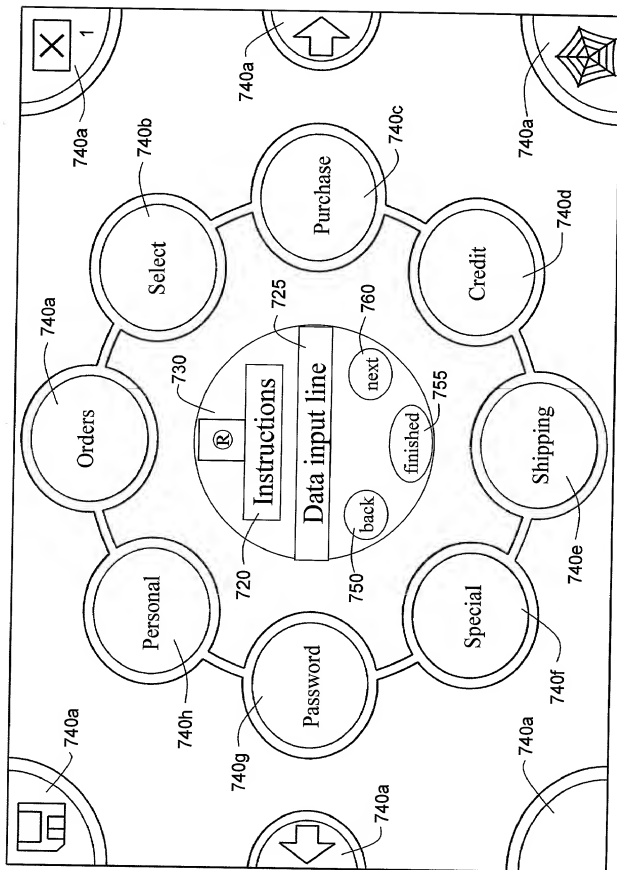 740a
1
740a
740a
740a
Orders
740a
Select
740b
Purchase
740c
Credit
740d
Shipping
740e
Special
740f
Password
740g
Personal
740h
730
®
720
Instructions
725
Data input line
750
back
760
next
755
finished
740a
740a
740a